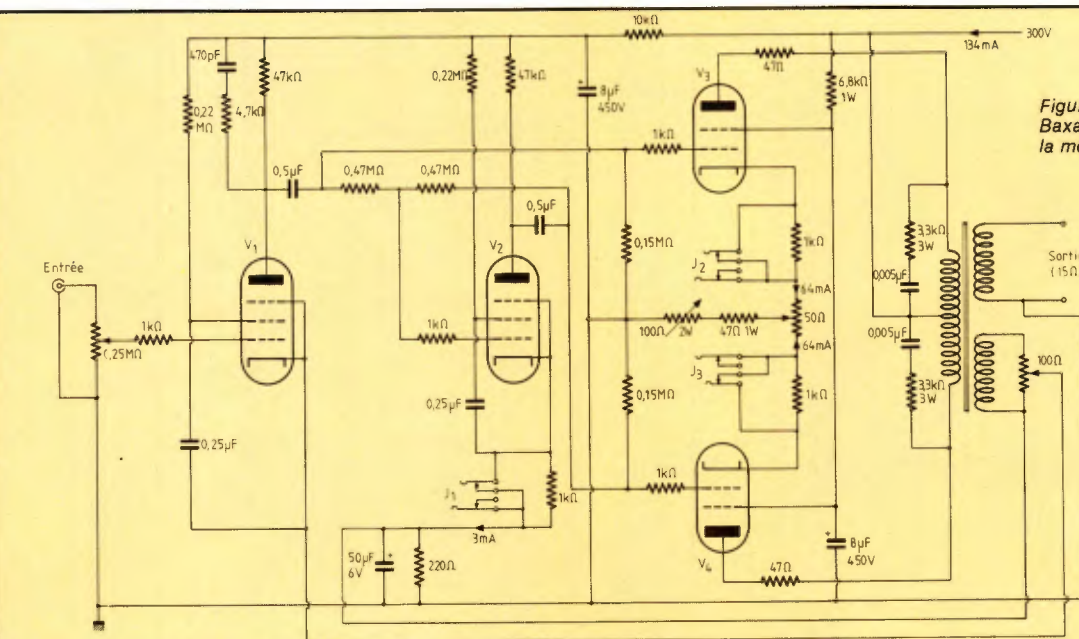 10kΩ
134mA
300V
470pF
47kΩ
0,22MΩ
47kΩ
8µF
450V
V3
47Ω
6,8kΩ
1W
0,22
MΩ
4,7kΩ
Baxa
la mé
1kΩ
0,5µF
0,47MΩ
0,47MΩ
0,5µF
V1
V2
0,15MΩ
J2
1kΩ
3,3kΩ
3W
Entrée
64mA
0,005µF
Sorti
(15Ω
1kΩ
0,25MΩ
1kΩ
100Ω
2W
47Ω 1W
50Ω
64mA
0,005µF
100Ω
J3
0,15MΩ
1kΩ
3,3kΩ
3W
0,25µF
0,25µF
1kΩ
J1
1kΩ
3mA
50µF
6V
220Ω
V4
47Ω
8µF
450V